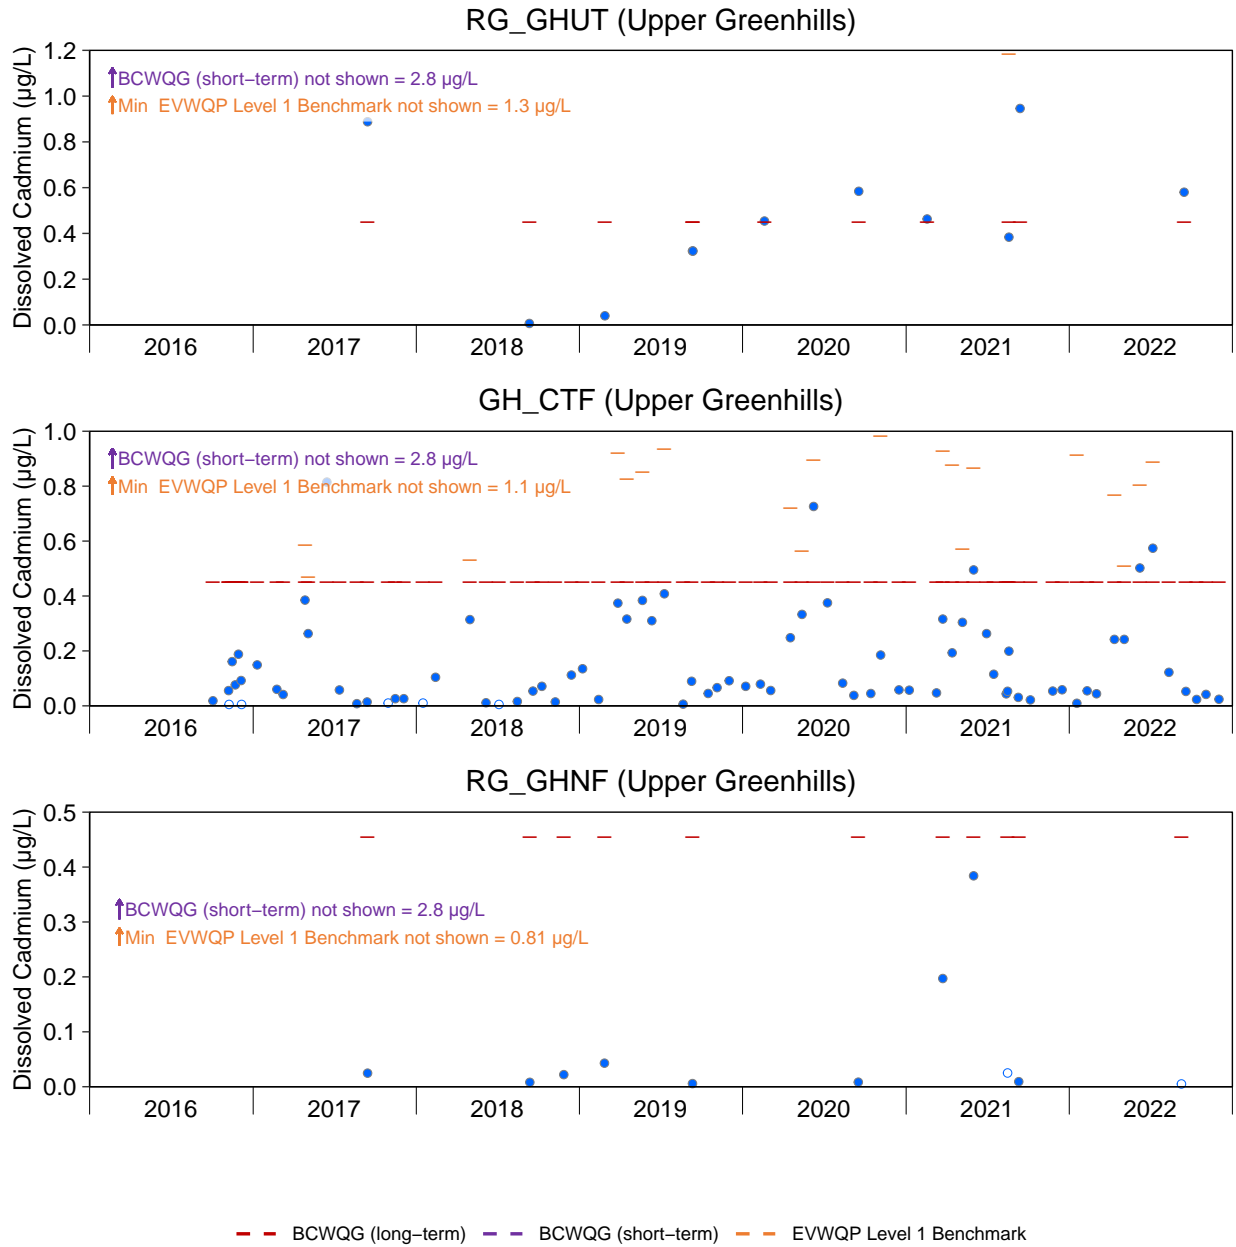 RG_GHUT (Upper Greenhills)
Dissolved Cadmium (µg/L)
1.2
1.0
0.8
0.6
0.4
0.2
0.0
BCWQG (short−term) not shown = 2.8 µg/L
Min  EVWQP Level 1 Benchmark not shown = 1.3 µg/L
2016 2017 2018 2019 2020 2021 2022
GH_CTF (Upper Greenhills)
Dissolved Cadmium (µg/L)
1.0
0.8
0.6
0.4
0.2
0.0
BCWQG (short−term) not shown = 2.8 µg/L
Min  EVWQP Level 1 Benchmark not shown = 1.1 µg/L
2016 2017 2018 2019 2020 2021 2022
RG_GHNF (Upper Greenhills)
Dissolved Cadmium (µg/L)
0.5
0.4
0.3
0.2
0.1
0.0
BCWQG (short−term) not shown = 2.8 µg/L
Min  EVWQP Level 1 Benchmark not shown = 0.81 µg/L
2016 2017 2018 2019 2020 2021 2022
BCWQG (long−term) BCWQG (short−term) EVWQP Level 1 Benchmark